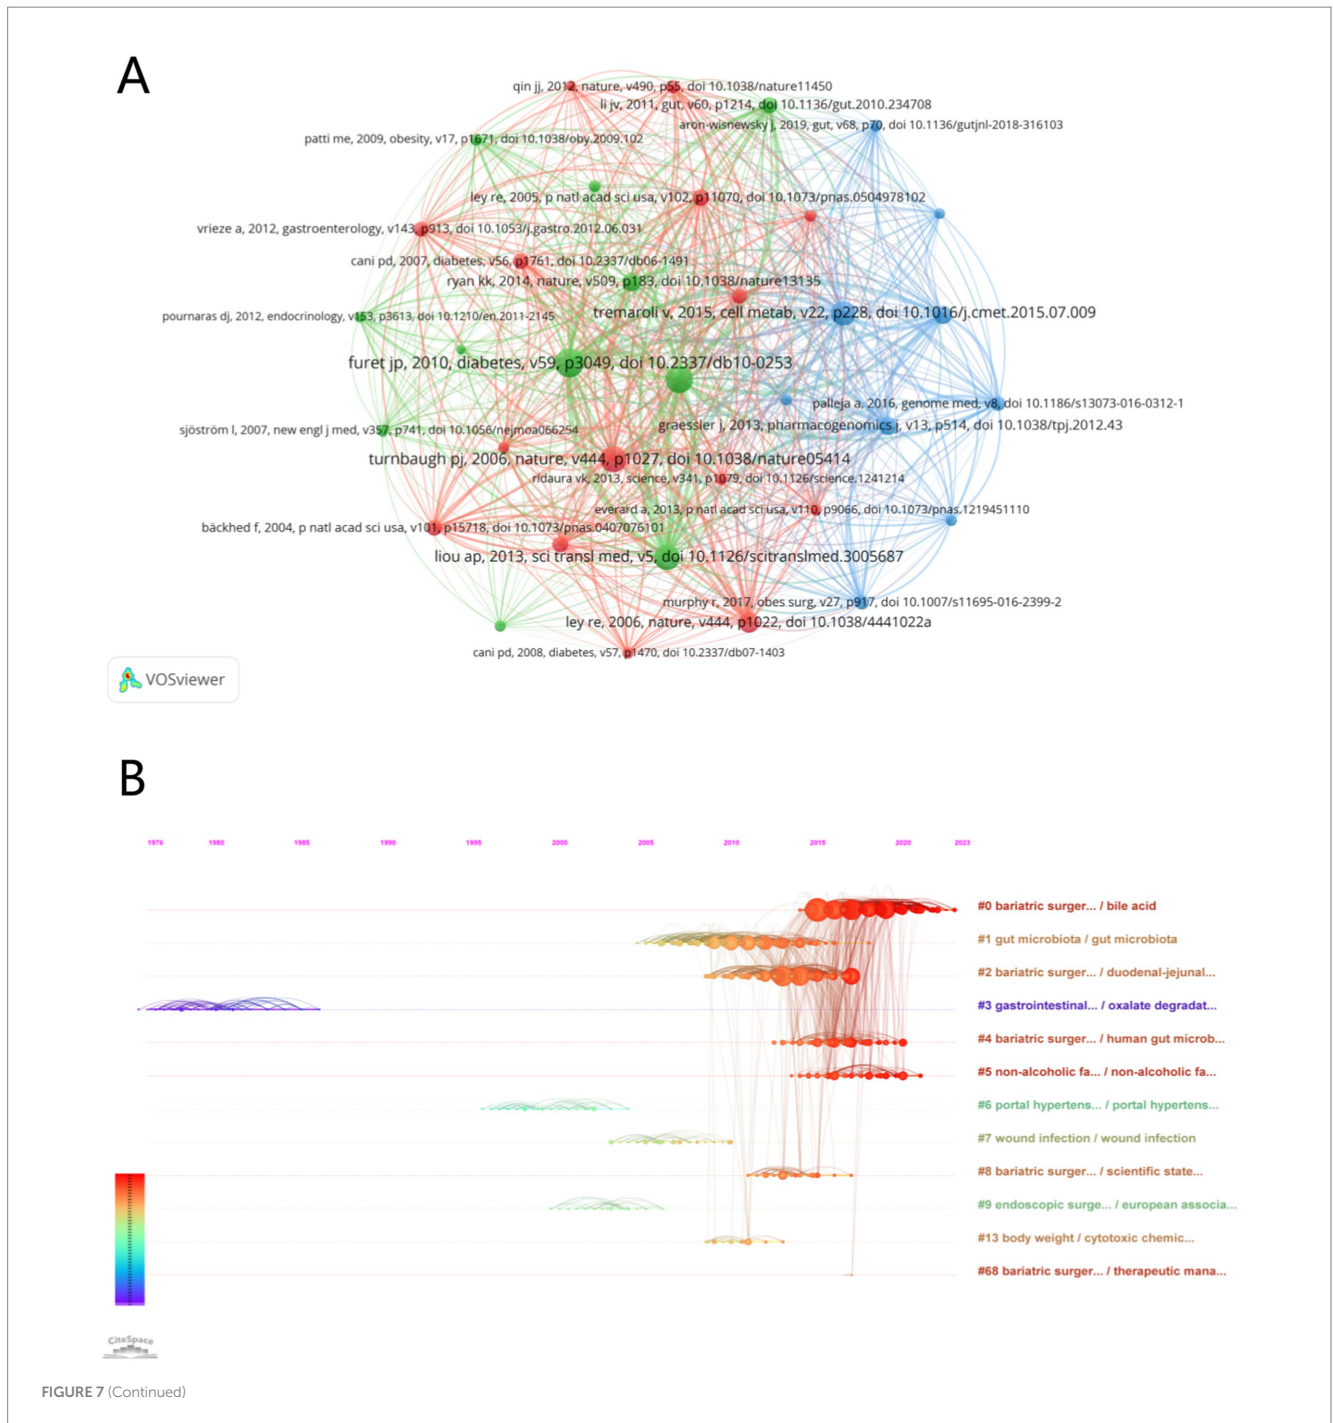 A
qin jj, 2012, nature, v490, p55, doi 10.1038/nature11450
li jv, 2011, gut, v60, p1214, doi 10.1136/gut.2010.234708
aron-wisnewsky j, 2019, gut, v68, p70, doi 10.1136/gutjnl-2018-316103
patti me, 2009, obesity, v17, p1671, doi 10.1038/oby.2009.102
ley re, 2005, p natl acad sci usa, v102, p11070, doi 10.1073/pnas.0504978102
vrieze a, 2012, gastroenterology, v143, p913, doi 10.1053/j.gastro.2012.06.031
cani pd, 2007, diabetes, v56, p1761, doi 10.2337/db06-1491
ryan kk, 2014, nature, v509, p183, doi 10.1038/nature13135
tremaroli v, 2015, cell metab, v22, p228, doi 10.1016/j.cmet.2015.07.009
pournaras dj, 2012, endocrinology, v153, p3613, doi 10.1210/en.2011-2145
furet jp, 2010, diabetes, v59, p3049, doi 10.2337/db10-0253
palleja a, 2016, genome med, v8, doi 10.1186/s13073-016-0312-1
graessler j, 2013, pharmacogenomics j, v13, p514, doi 10.1038/tpj.2012.43
sjöström l, 2007, new engl j med, v357, p741, doi 10.1056/nejmoa066254
turnbaugh pj, 2006, nature, v444, p1027, doi 10.1038/nature05414
ridaura vk, 2013, science, v341, p1079, doi 10.1126/science.1241214
everard a, 2013, p natl acad sci usa, v110, p9066, doi 10.1073/pnas.1219451110
bäckhed f, 2004, p natl acad sci usa, v101, p15718, doi 10.1073/pnas.0407076101
liou ap, 2013, sci transl med, v5, doi 10.1126/scitranslmed.3005687
murphy r, 2017, obes surg, v27, p917, doi 10.1007/s11695-016-2399-2
ley re, 2006, nature, v444, p1022, doi 10.1038/4441022a
cani pd, 2008, diabetes, v57, p1470, doi 10.2337/db07-1403
VOSviewer
B
1976 1980 1985 1990 1995 2000 2005 2010 2015 2020 2023
#0 bariatric surger... / bile acid
#1 gut microbiota / gut microbiota
#2 bariatric surger... / duodenal-jejunal...
#3 gastrointestinal... / oxalate degradat...
#4 bariatric surger... / human gut microb...
#5 non-alcoholic fa... / non-alcoholic fa...
#6 portal hypertens... / portal hypertens...
#7 wound infection / wound infection
#8 bariatric surger... / scientific state...
#9 endoscopic surge... / european associa...
#13 body weight / cytotoxic chemic...
#68 bariatric surger... / therapeutic mana...
CiteSpace
FIGURE 7 (Continued)